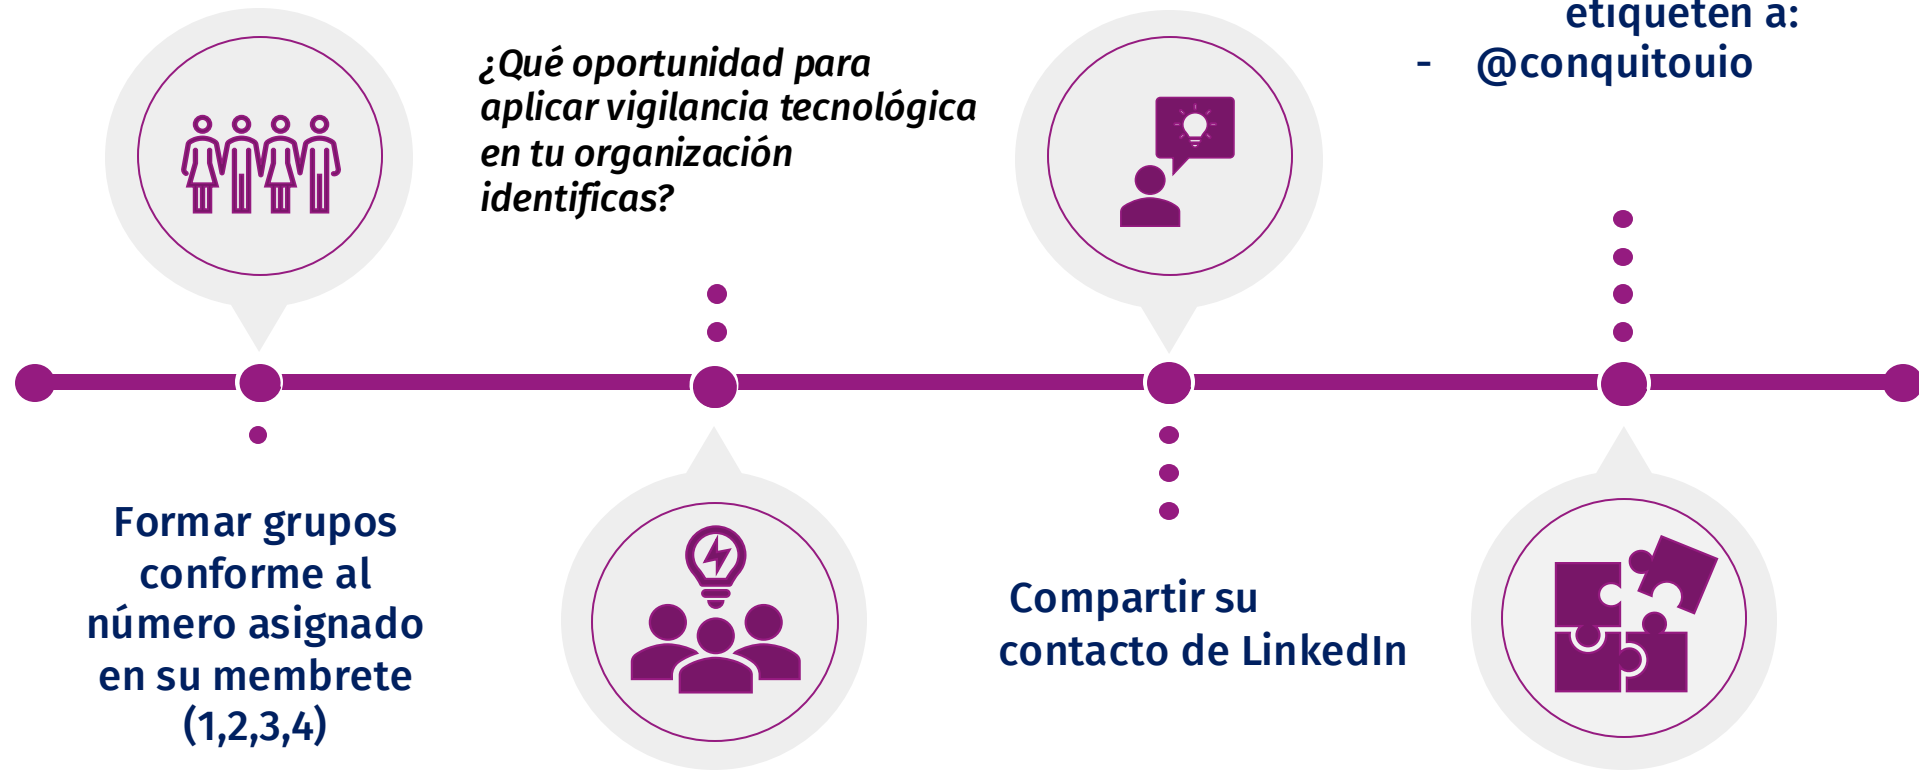 Formar grupos
conforme al
número asignado
en su membrete
(1,2,3,4)
¿Qué oportunidad para
aplicar vigilancia tecnológica
en tu organización
identificas?
Compartir su
contacto de LinkedIn
etiqueten a:
- @conquitouio